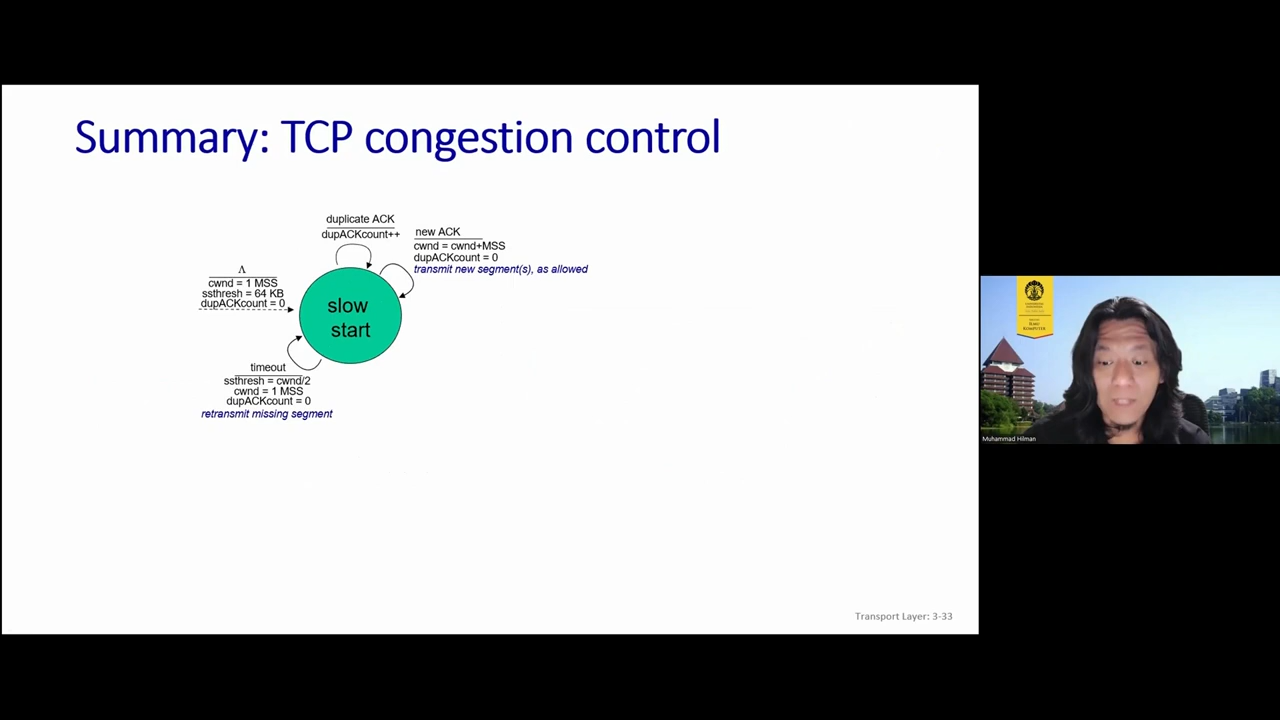 Summary: TCP congestion control
duplicate ACK
dupACKcount++
new ACK
cwnd = cwnd+MSS
dupACKcount = 0
transmit new segment(s), as allowed
Λ
cwnd = 1 MSS
ssthresh = 64 KB
dupACKcount = 0
slow
start
timeout
ssthresh = cwnd/2
cwnd = 1 MSS
dupACKcount = 0
retransmit missing segment
Transport Layer: 3-33
ILMU
KOMPUTER
Muhammad Hilman